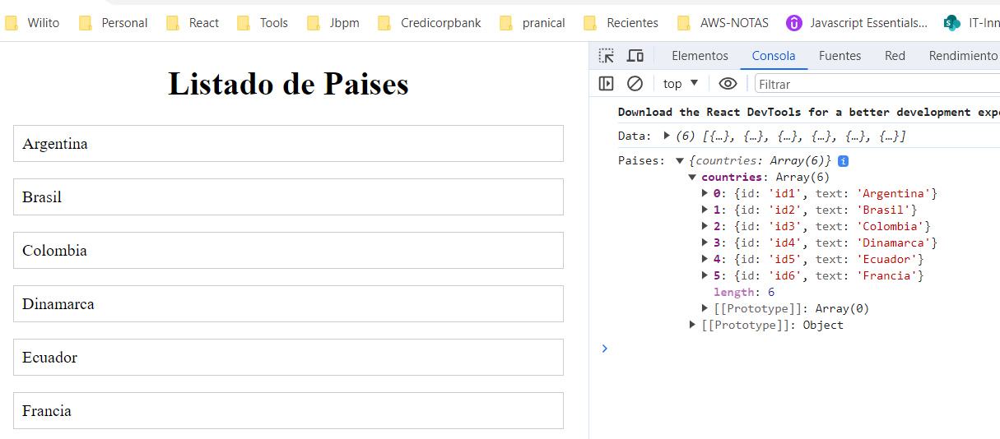 Wilito Personal React Tools Jbpm Credicorpbank pranical Recientes AWS-NOTAS Javascript Essentials... IT-Inn
Listado de Paises
Argentina
Brasil
Colombia
Dinamarca
Ecuador
Francia
Elementos Consola Fuentes Red Rendimiento
top Filtrar
Download the React DevTools for a better development expe
Data: (6) [{…}, {…}, {…}, {…}, {…}, {…}]
Paises: {countries: Array(6)}
countries: Array(6)
0: {id: 'id1', text: 'Argentina'}
1: {id: 'id2', text: 'Brasil'}
2: {id: 'id3', text: 'Colombia'}
3: {id: 'id4', text: 'Dinamarca'}
4: {id: 'id5', text: 'Ecuador'}
5: {id: 'id6', text: 'Francia'}
length: 6
[[Prototype]]: Array(0)
[[Prototype]]: Object